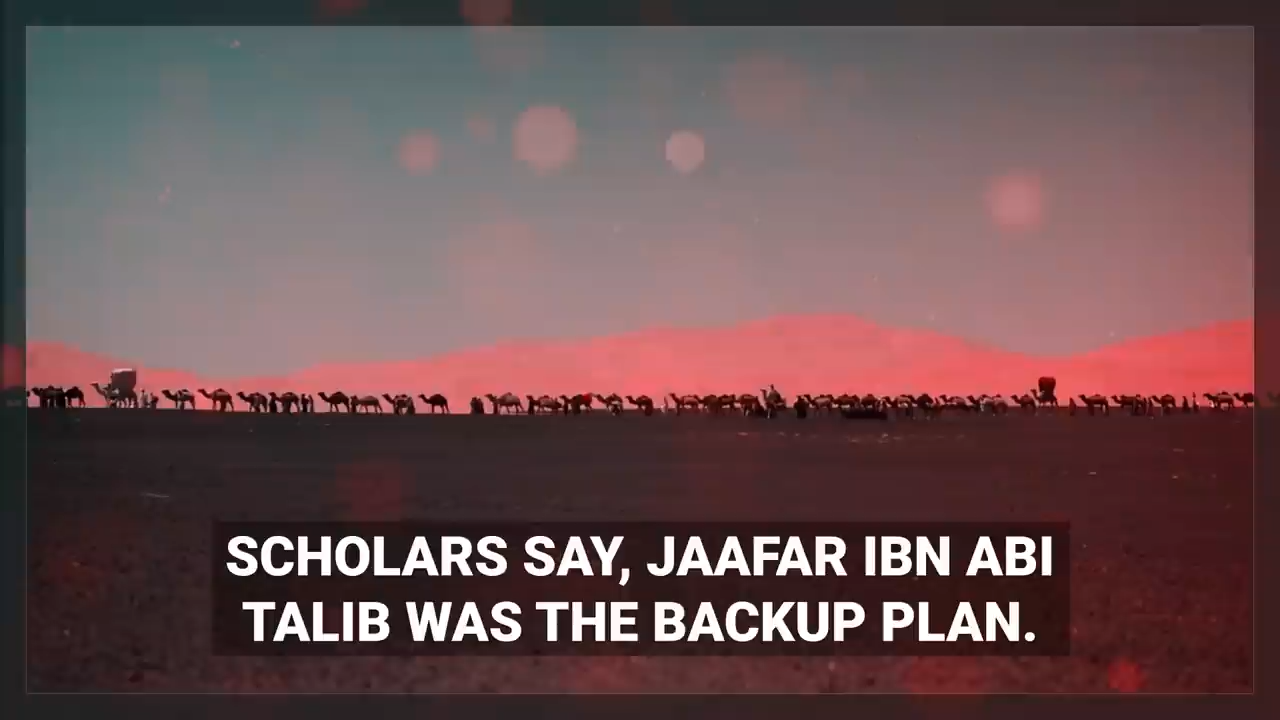 SCHOLARS SAY, JAAFAR IBN ABI
TALIB WAS THE BACKUP PLAN.